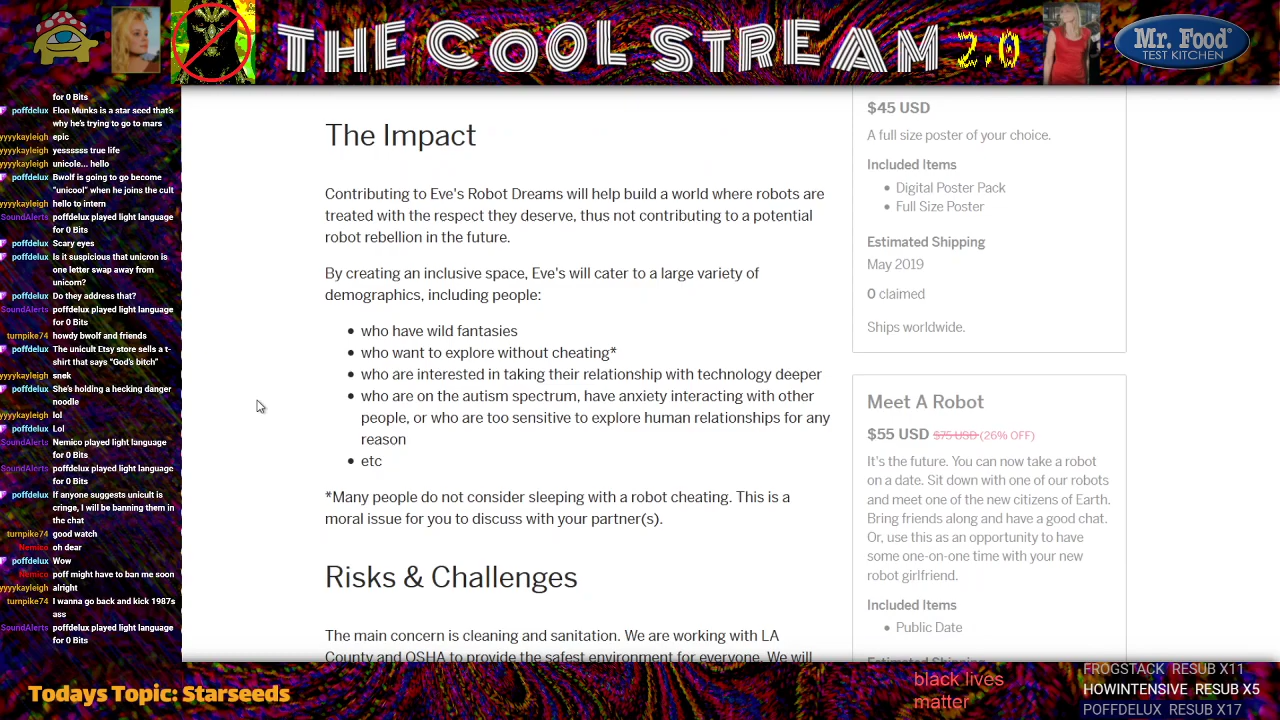 THE COOL STREAM 2.0
Mr. Food®
TEST KITCHEN
for 0 Bits
poffdelux Elon Munks is a star seed that's
why he's trying to go to mars
yyyykayleigh epic
yyyykayleigh yessssss true life
yyyykayleigh unicole... hello
poffdelux Bwolf is going to go become
"unicool" when he joins the cult
yyyykayleigh hello to intern
SoundAlerts poffdelux played light language
for 0 Bits
poffdelux Scary eyes
poffdelux Is it suspicious that unicron is
one letter swap away from
unicorn?
poffdelux Do they address that?
SoundAlerts poffdelux played light language
for 0 Bits
turnpike74 howdy bwolf and friends
poffdelux The unicult Etsy store sells a t-
shirt that says "God's bitch"
yyyykayleigh snek
poffdelux She's holding a hecking danger
noodle
yyyykayleigh lol
poffdelux Lol
SoundAlerts Nemico played light language
for 0 Bits
SoundAlerts poffdelux played light language
for 0 Bits
poffdelux If anyone suggests unicult is
cringe, I will be banning them in
the chat
turnpike74 good watch
Nemico oh dear
poffdelux Wow
Nemico poff might have to ban me soon
yyyykayleigh alright
turnpike74 I wanna go back and kick 1987s
ass
SoundAlerts poffdelux played light language
for 0 Bits
The Impact
Contributing to Eve's Robot Dreams will help build a world where robots are
treated with the respect they deserve, thus not contributing to a potential
robot rebellion in the future.
By creating an inclusive space, Eve's will cater to a large variety of
demographics, including people:
• who have wild fantasies
• who want to explore without cheating*
• who are interested in taking their relationship with technology deeper
• who are on the autism spectrum, have anxiety interacting with other
people, or who are too sensitive to explore human relationships for any
reason
• etc
*Many people do not consider sleeping with a robot cheating. This is a
moral issue for you to discuss with your partner(s).
Risks & Challenges
The main concern is cleaning and sanitation. We are working with LA
County and OSHA to provide the safest environment for everyone. We will
$45 USD
A full size poster of your choice.
Included Items
• Digital Poster Pack
• Full Size Poster
Estimated Shipping
May 2019
0 claimed
Ships worldwide.
Meet A Robot
$55 USD $75 USD (26% OFF)
It's the future. You can now take a robot
on a date. Sit down with one of our robots
and meet one of the new citizens of Earth.
Bring friends along and have a good chat.
Or, use this as an opportunity to have
some one-on-one time with your new
robot girlfriend.
Included Items
• Public Date
Estimated Shipping
Todays Topic: Starseeds
black lives
matter
FROGSTACK RESUB X11
HOWINTENSIVE RESUB X5
POFFDELUX RESUB X17